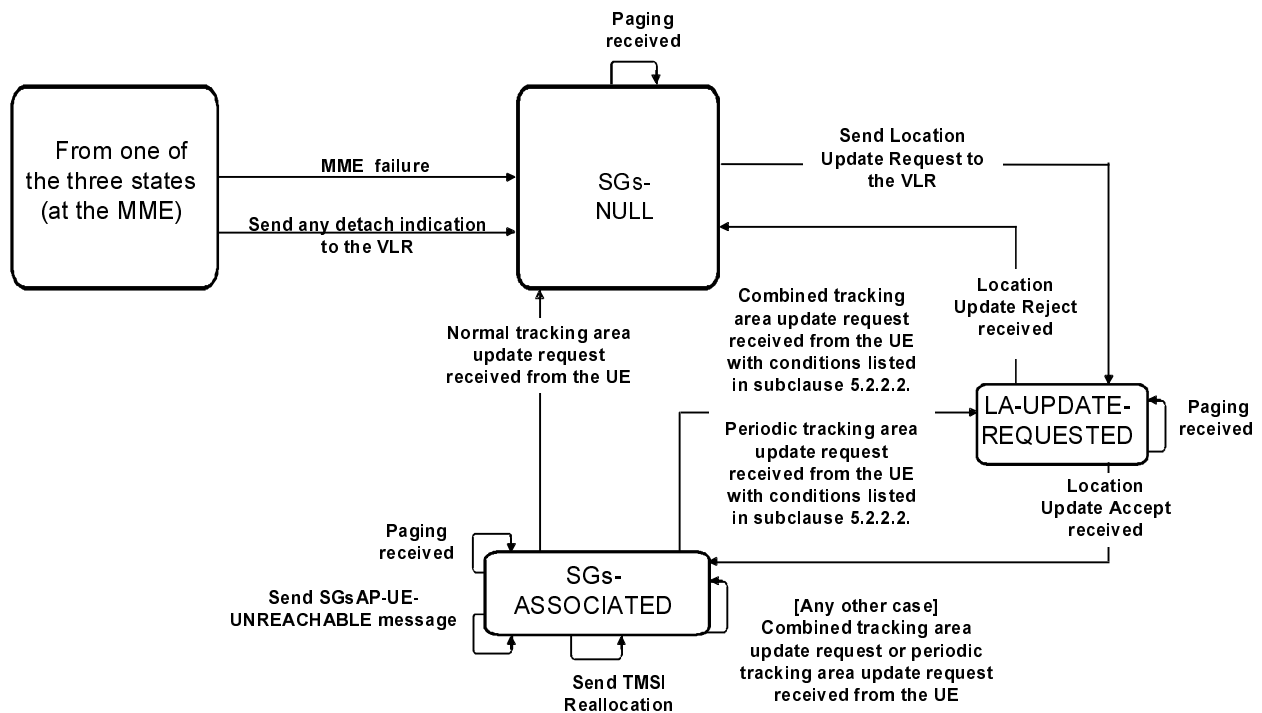 Paging
received
From one of
the three states
(at the MME)
MME failure
Send any detach indication
to the VLR
SGs-
NULL
Send Location
Update Request to
the VLR
Location
Update Reject
received
Normal tracking area
update request
received from the UE
Combined tracking
area update request
received from the UE
with conditions listed
in subclause 5.2.2.2.
Periodic tracking area
update request
received from the UE
with conditions listed
in subclause 5.2.2.2.
LA-UPDATE-
REQUESTED
Paging
received
Location
Update Accept
received
Paging
received
SGs-
ASSOCIATED
Send SGsAP-UE-
UNREACHABLE message
Send TMSI
Reallocation
[Any other case]
Combined tracking area
update request or periodic
tracking area update request
received from the UE